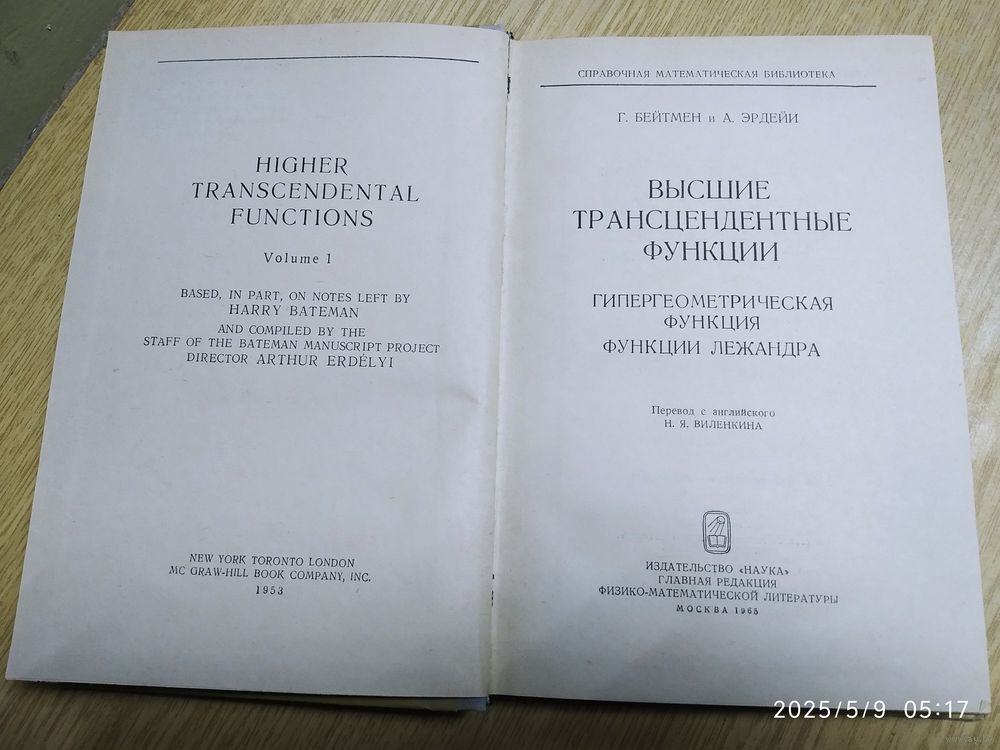 HIGHER
TRANSCENDENTAL
FUNCTIONS
Volume 1
BASED, IN PART, ON NOTES LEFT BY
HARRY BATEMAN
AND COMPILED BY THE
STAFF OF THE BATEMAN MANUSCRIPT PROJECT
DIRECTOR ARTHUR ERDÉLYI
NEW YORK TORONTO LONDON
MC GRAW-HILL BOOK COMPANY, INC.
1953
СПРАВОЧНАЯ МАТЕМАТИЧЕСКАЯ БИБЛИОТЕКА
Г. БЕЙТМЕН и А. ЭРДЕЙИ
ВЫСШИЕ
ТРАНСЦЕНДЕНТНЫЕ
ФУНКЦИИ
ГИПЕРГЕОМЕТРИЧЕСКАЯ
ФУНКЦИЯ
ФУНКЦИИ ЛЕЖАНДРА
Перевод с английского
Н. Я. ВИЛЕНКИНА
ИЗДАТЕЛЬСТВО «НАУКА»
ГЛАВНАЯ РЕДАКЦИЯ
ФИЗИКО-МАТЕМАТИЧЕСКОЙ ЛИТЕРАТУРЫ
МОСКВА 1965
2025/5/9 05:17